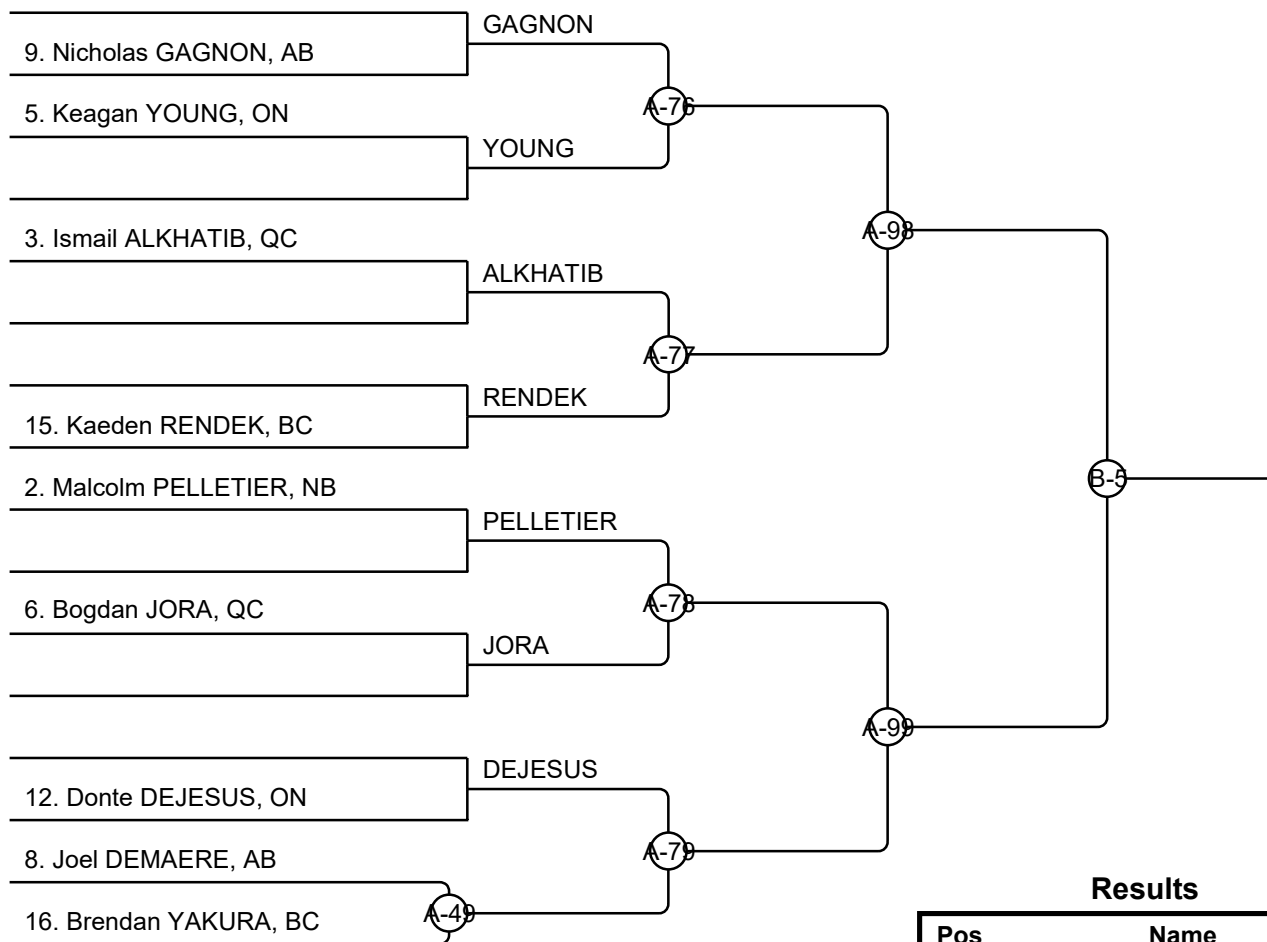 GAGNON
9. Nicholas GAGNON, AB
A-76
5. Keagan YOUNG, ON
YOUNG
A-98
3. Ismail ALKHATIB, QC
ALKHATIB
A-77
RENDEK
15. Kaeden RENDEK, BC
B-5
2. Malcolm PELLETIER, NB
PELLETIER
A-78
6. Bogdan JORA, QC
JORA
A-99
DEJESUS
12. Donte DEJESUS, ON
A-79
8. Joel DEMAERE, AB
A-49
16. Brendan YAKURA, BC
Results
Pos Name